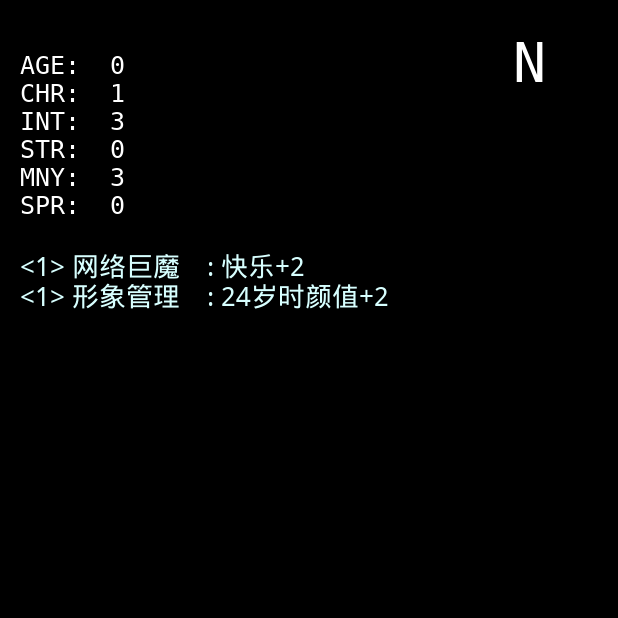 N
AGE: 0
CHR: 1
INT: 3
STR: 0
MNY: 3
SPR: 0
<1> 网络巨魔 : 快乐+2
<1> 形象管理 : 24岁时颜值+2